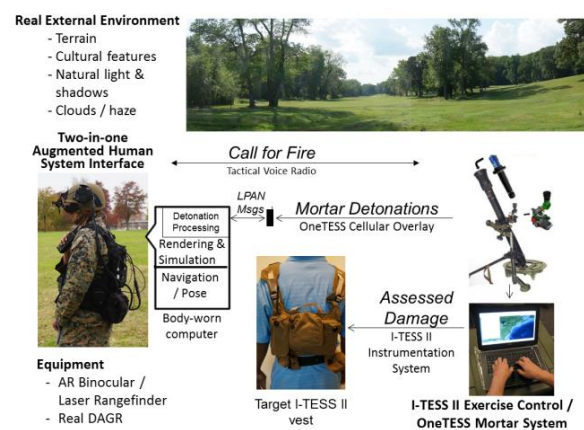 Real External Environment
- Terrain
- Cultural features
- Natural light &
shadows
- Clouds / haze
Two-in-one
Augmented Human
System Interface
Call for Fire
Tactical Voice Radio
LPAN
Msgs
Mortar Detonations
OneTESS Cellular Overlay
Detonation
Processing
Rendering &
Simulation
Navigation
/ Pose
Body-worn
computer
Assessed
Damage
I-TESS II
Instrumentation
System
Equipment
- AR Binocular /
Laser Rangefinder
- Real DAGR
Target I-TESS II
vest
I-TESS II Exercise Control /
OneTESS Mortar System